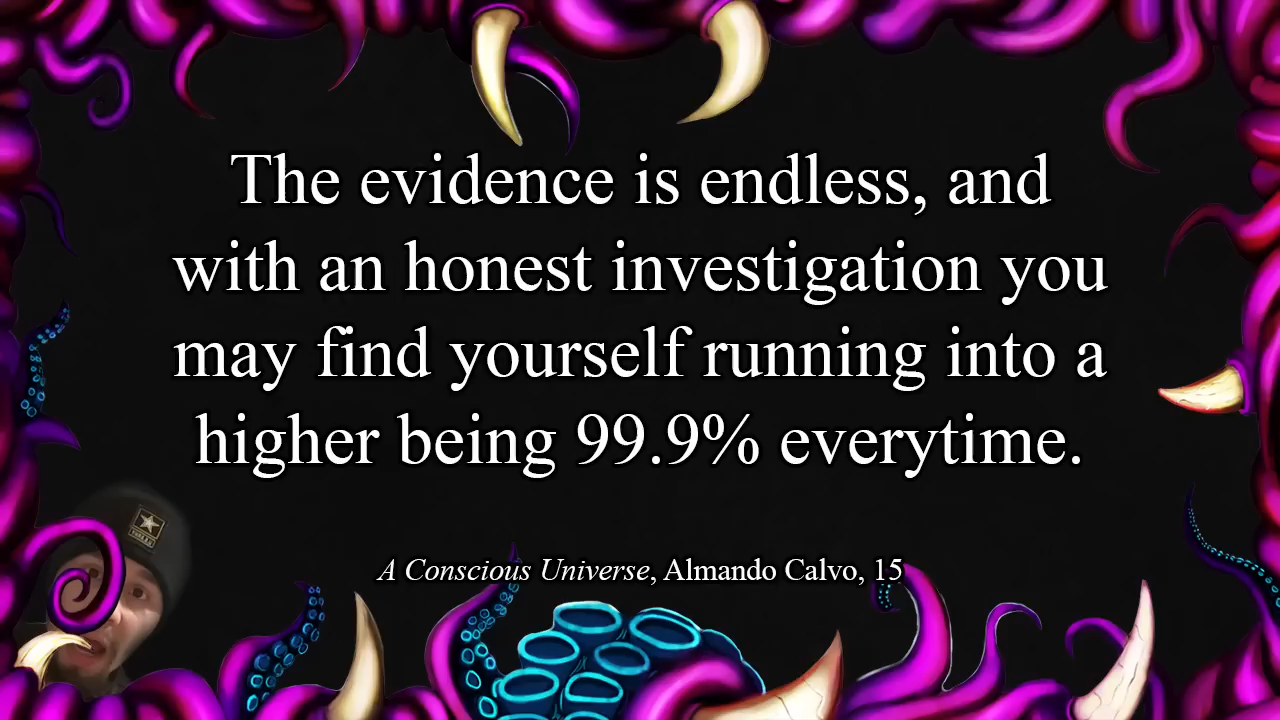 The evidence is endless, and
with an honest investigation you
may find yourself running into a
higher being 99.9% everytime.
A Conscious Universe, Almando Calvo, 15